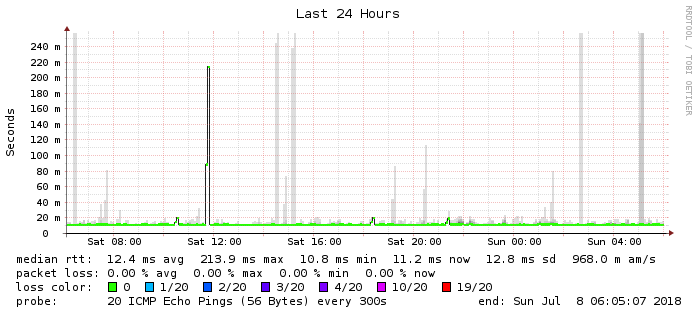 Last 24 Hours
RRDTOOL / TOBI OETIKER
Seconds
240 m
220 m
200 m
180 m
160 m
140 m
120 m
100 m
80 m
60 m
40 m
20 m
0
Sat 08:00 Sat 12:00 Sat 16:00 Sat 20:00 Sun 00:00 Sun 04:00
median rtt: 12.4 ms avg 213.9 ms max 10.8 ms min 11.2 ms now 12.8 ms sd 968.0 m am/s
packet loss: 0.00 % avg 0.00 % max 0.00 % min 0.00 % now
loss color: 0 1/20 2/20 3/20 4/20 10/20 19/20
probe: 20 ICMP Echo Pings (56 Bytes) every 300s end: Sun Jul 8 06:05:07 2018